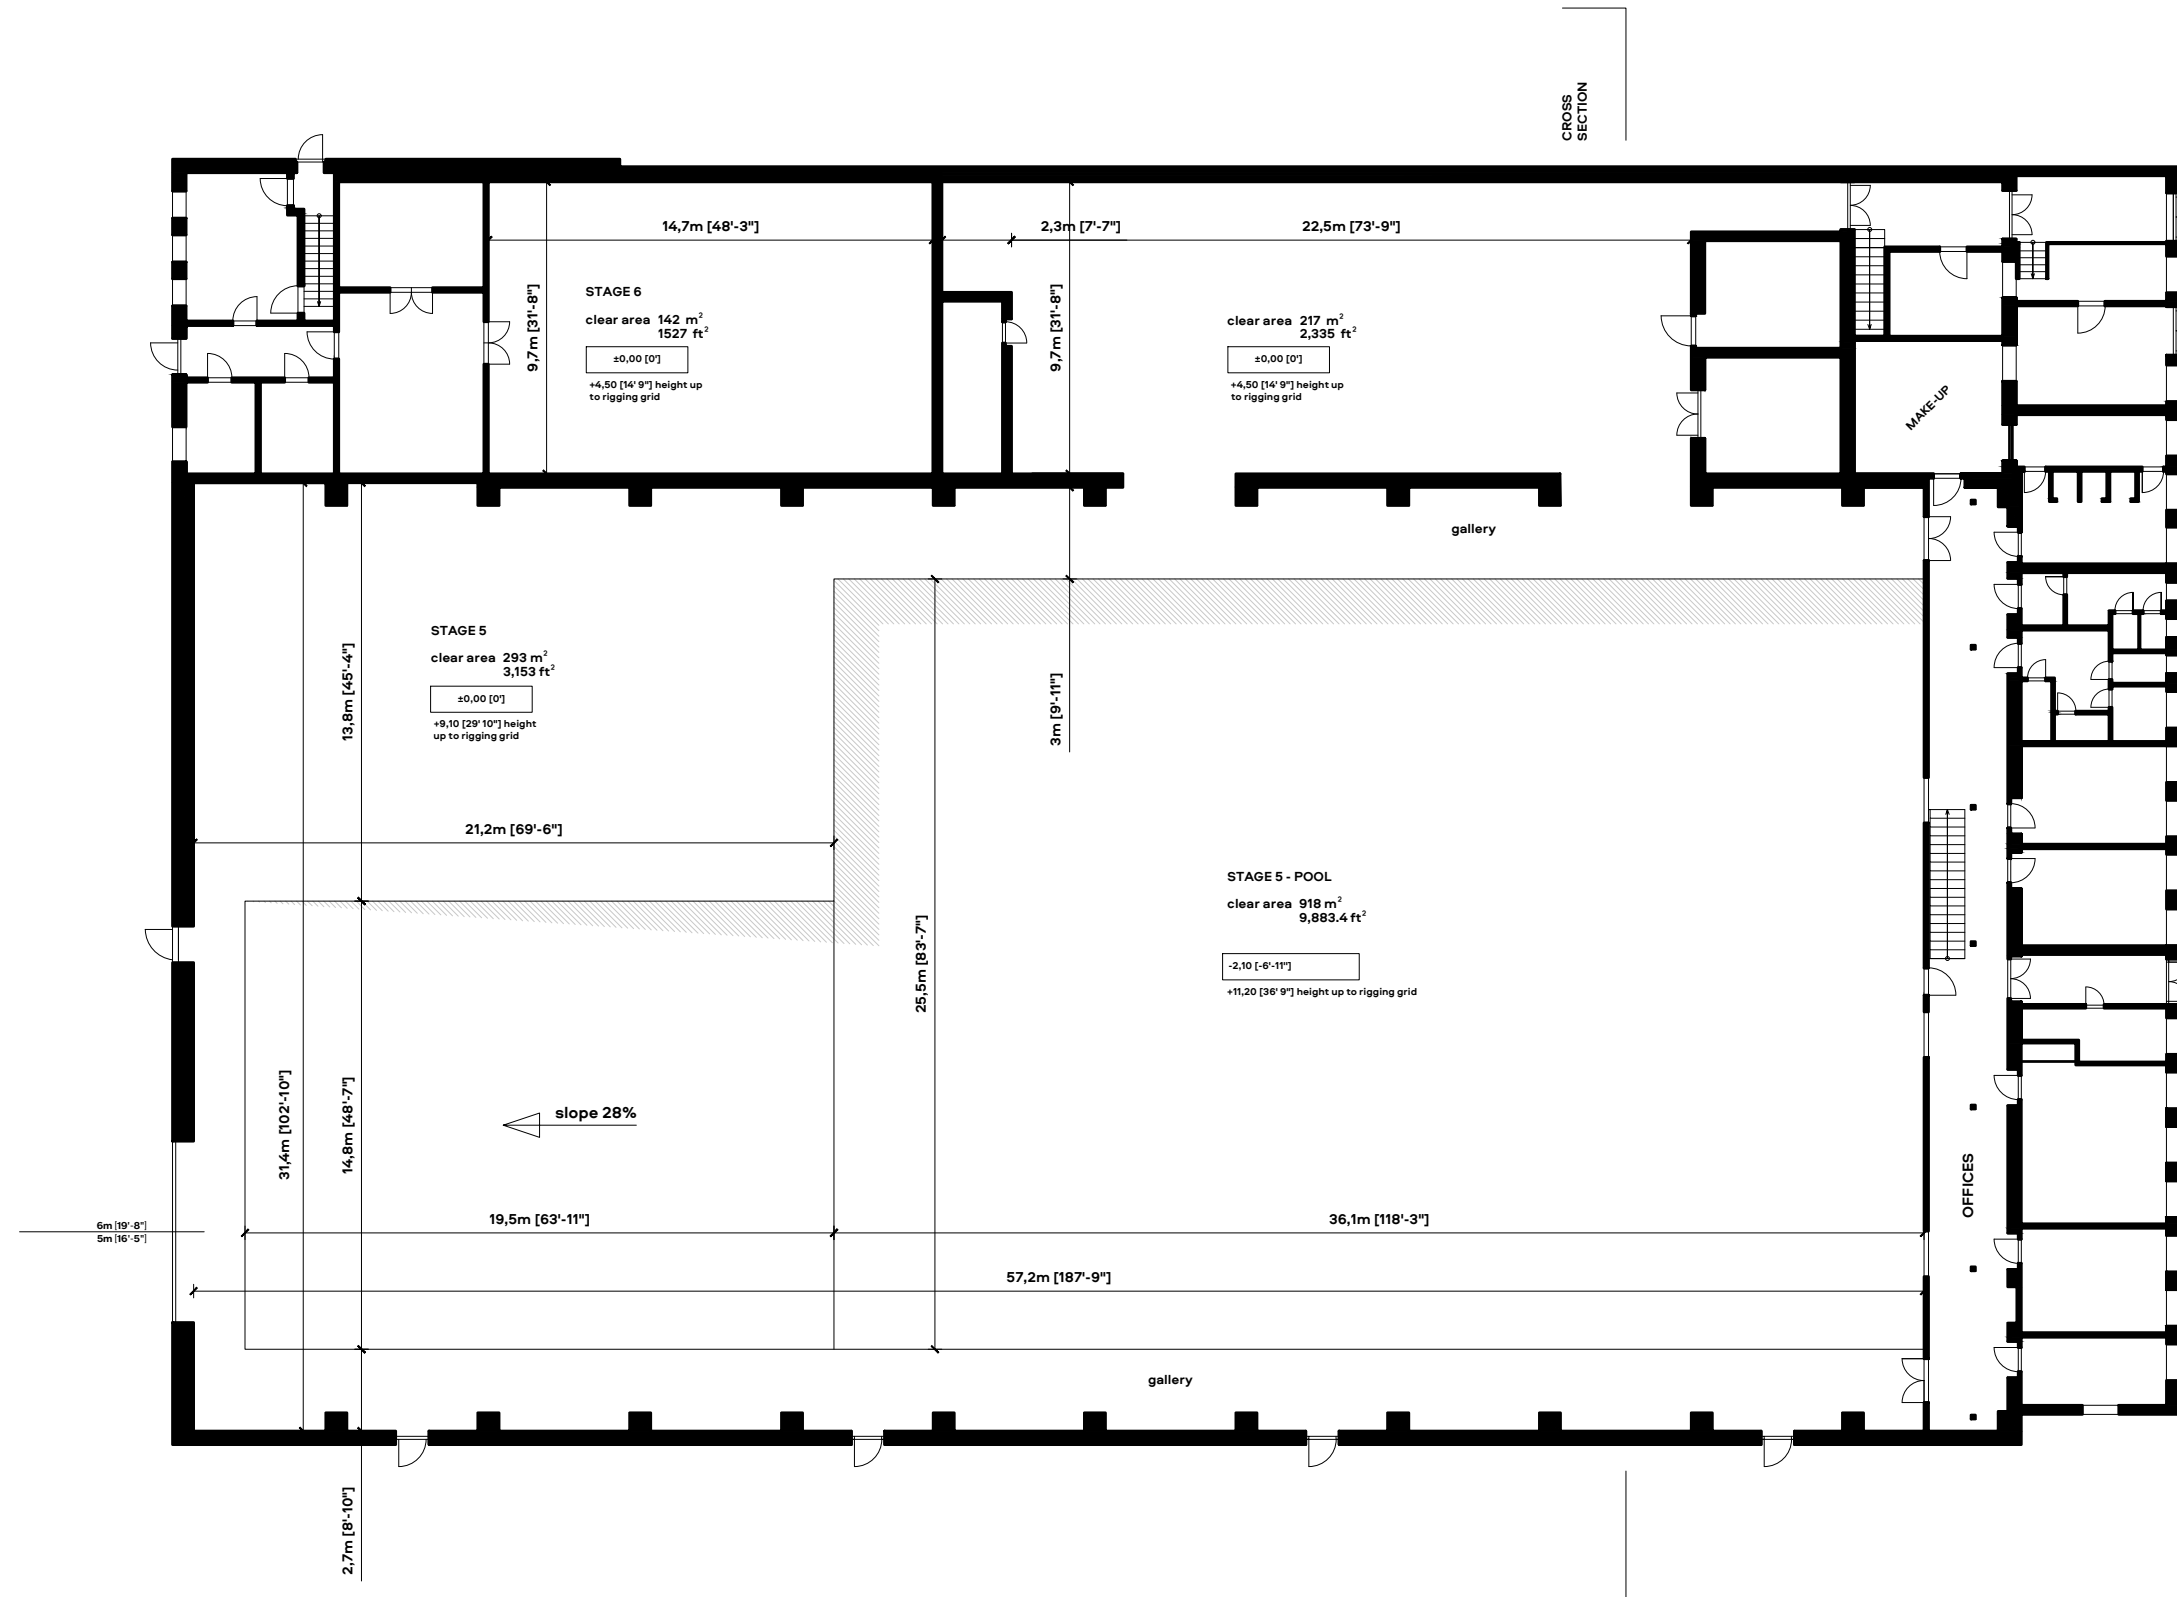 CROSS
SECTION
14,7m [48'-3"]
2,3m [7'-7"]
22,5m [73'-9"]
9,7m [31'-8"]
STAGE 6
clear area 142 m²
1527 ft²
±0,00 [0']
+4,50 [14' 9"] height up
to rigging grid
9,7m [31'-8"]
clear area 217 m²
2,335 ft²
±0,00 [0']
+4,50 [14' 9"] height up
to rigging grid
MAKE-UP
gallery
STAGE 5
clear area 293 m²
3,153 ft²
±0,00 [0']
+9,10 [29' 10"] height
up to rigging grid
13,8m [45'-4"]
3m [9'-11"]
21,2m [69'-6"]
STAGE 5 - POOL
clear area 918 m²
9,883.4 ft²
-2,10 [-6'-11"]
+11,20 [36' 9"] height up to rigging grid
25,5m [83'-7"]
slope 28%
31,4m [102'-10"]
14,8m [48'-7"]
OFFICES
6m [19'-8"]
5m [16'-5"]
19,5m [63'-11"]
36,1m [118'-3"]
57,2m [187'-9"]
gallery
2,7m [8'-10"]